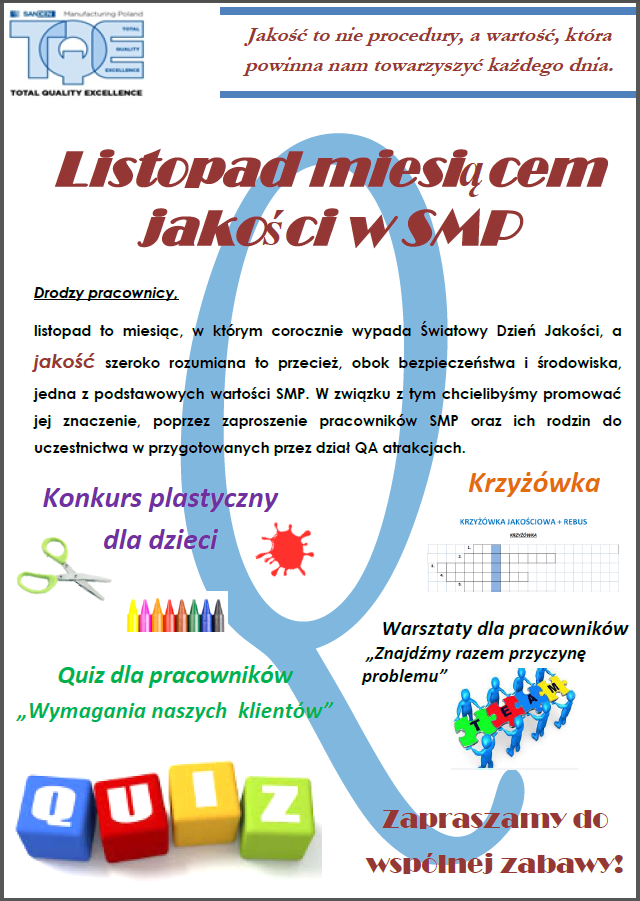 SANDEN Manufacturing Poland
TQE
TOTAL
QUALITY
EXCELLENCE
TOTAL QUALITY EXCELLENCE
Jakość to nie procedury, a wartość, która
powinna nam towarzyszyć każdego dnia.
Listopad miesiącem
jakości w SMP
Drodzy pracownicy,
listopad to miesiąc, w którym corocznie wypada Światowy Dzień Jakości, a
jakość szeroko rozumiana to przecież, obok bezpieczeństwa i środowiska,
jedna z podstawowych wartości SMP. W związku z tym chcielibyśmy promować
jej znaczenie, poprzez zaproszenie pracowników SMP oraz ich rodzin do
uczestnictwa w przygotowanych przez dział QA atrakcjach.
Konkurs plastyczny
dla dzieci
Krzyżówka
KRZYŻÓWKA JAKOŚCIOWA + REBUS
KRZYŻÓWKA
1.
2.
3.
4.
5.
Warsztaty dla pracowników
„Znajdźmy razem przyczynę
problemu”
TEAM
Quiz dla pracowników
„Wymagania naszych klientów”
QUIZ
Zapraszamy do
wspólnej zabawy!